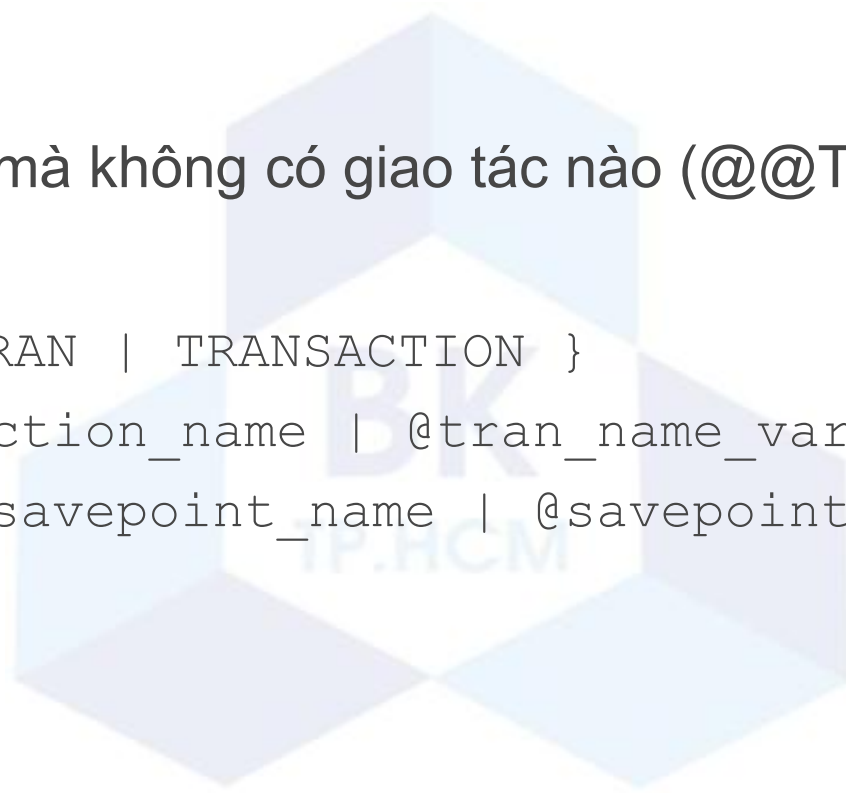 mà không có giao tác nào (@@T
RAN | TRANSACTION }
ction_name | @tran_name_var
savepoint_name | @savepoint
BK
TP.HCM